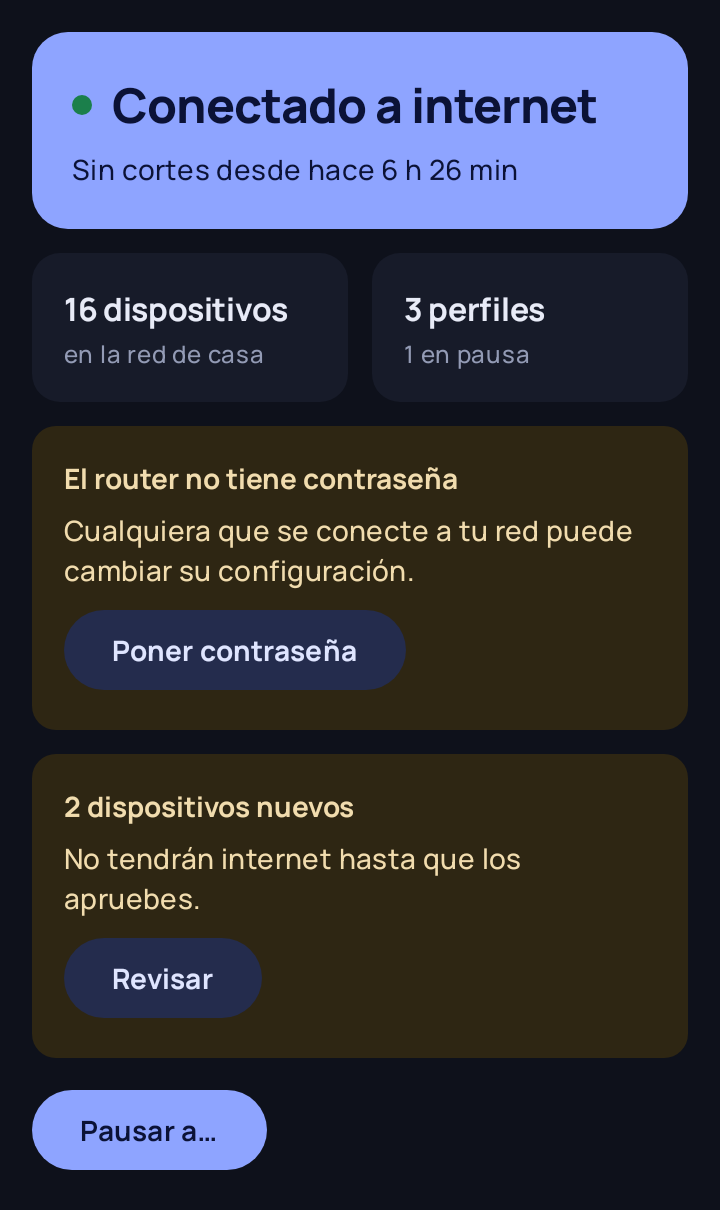 Conectado a internet
Sin cortes desde hace 6 h 26 min
16 dispositivos
en la red de casa
3 perfiles
1 en pausa
El router no tiene contraseña
Cualquiera que se conecte a tu red puede
cambiar su configuración.
Poner contraseña
2 dispositivos nuevos
No tendrán internet hasta que los
apruebes.
Revisar
Pausar a…